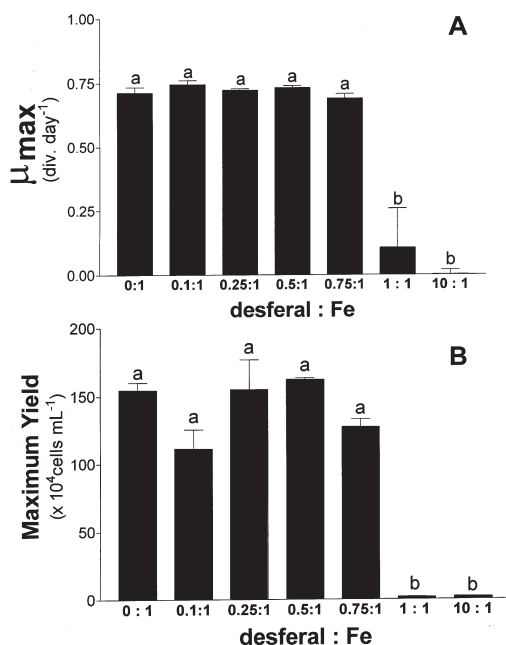 A
1.00
0.75
0.50
0.25
0.00
μmax
(div. day-1)
a a a a a b b
0:1 0.1:1 0.25:1 0.5:1 0.75:1 1 : 1 10 : 1
desferal : Fe
B
200
150
100
50
0
Maximum Yield
(x 10⁴cells mL⁻¹)
a a a a a b b
0 : 1 0.1:1 0.25:1 0.5:1 0.75:1 1 : 1 10 : 1
desferal : Fe